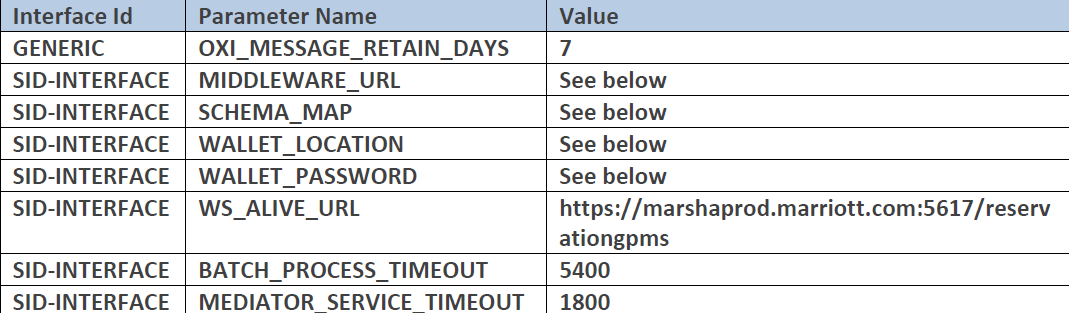 Interface Id Parameter Name Value
GENERIC OXI_MESSAGE_RETAIN_DAYS 7
SID-INTERFACE MIDDLEWARE_URL See below
SID-INTERFACE SCHEMA_MAP See below
SID-INTERFACE WALLET_LOCATION See below
SID-INTERFACE WALLET_PASSWORD See below
SID-INTERFACE WS_ALIVE_URL https://marshaprod.marriott.com:5617/reserv
ationgpms
SID-INTERFACE BATCH_PROCESS_TIMEOUT 5400
SID-INTERFACE MEDIATOR_SERVICE_TIMEOUT 1800